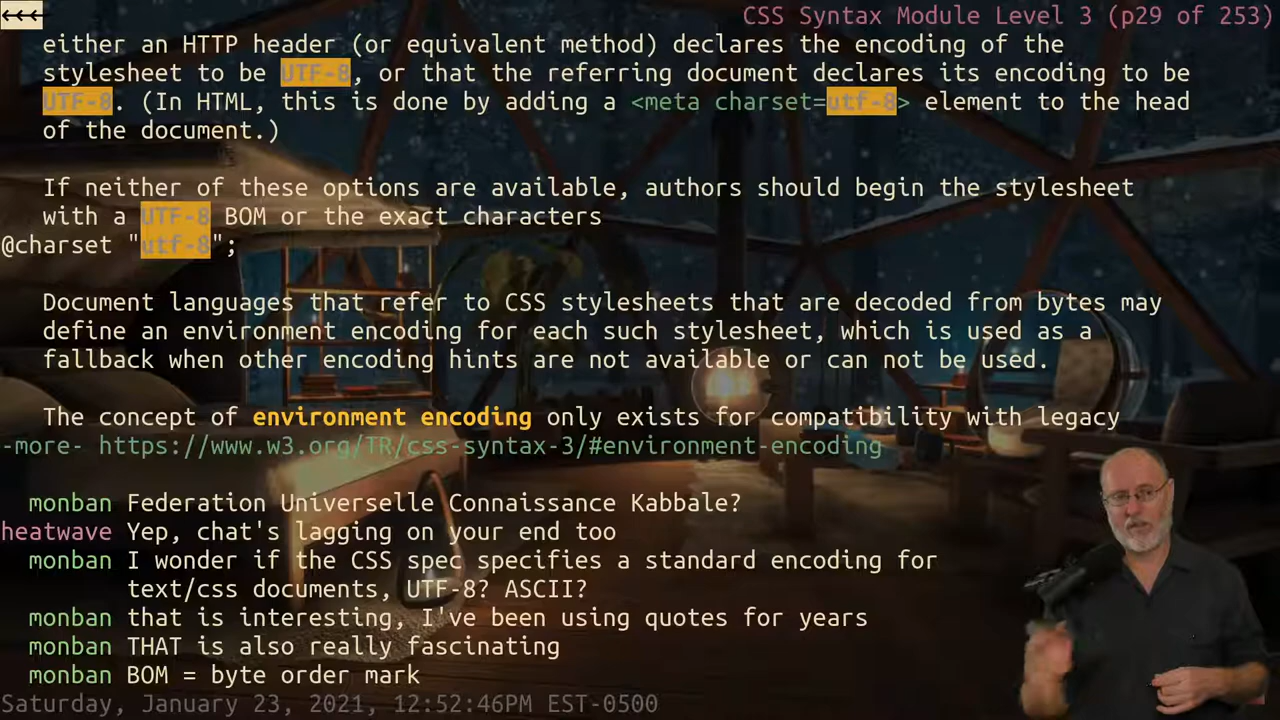 <<< CSS Syntax Module Level 3 (p29 of 253)
either an HTTP header (or equivalent method) declares the encoding of the
stylesheet to be UTF-8, or that the referring document declares its encoding to be
UTF-8. (In HTML, this is done by adding a <meta charset=utf-8> element to the head
of the document.)
If neither of these options are available, authors should begin the stylesheet
with a UTF-8 BOM or the exact characters
@charset "utf-8";
Document languages that refer to CSS stylesheets that are decoded from bytes may
define an environment encoding for each such stylesheet, which is used as a
fallback when other encoding hints are not available or can not be used.
The concept of environment encoding only exists for compatibility with legacy
-more- https://www.w3.org/TR/css-syntax-3/#environment-encoding
monban Federation Universelle Connaissance Kabbale?
heatwave Yep, chat's lagging on your end too
monban I wonder if the CSS spec specifies a standard encoding for
text/css documents, UTF-8? ASCII?
monban that is interesting, I've been using quotes for years
monban THAT is also really fascinating
monban BOM = byte order mark
Saturday, January 23, 2021, 12:52:46PM EST-0500